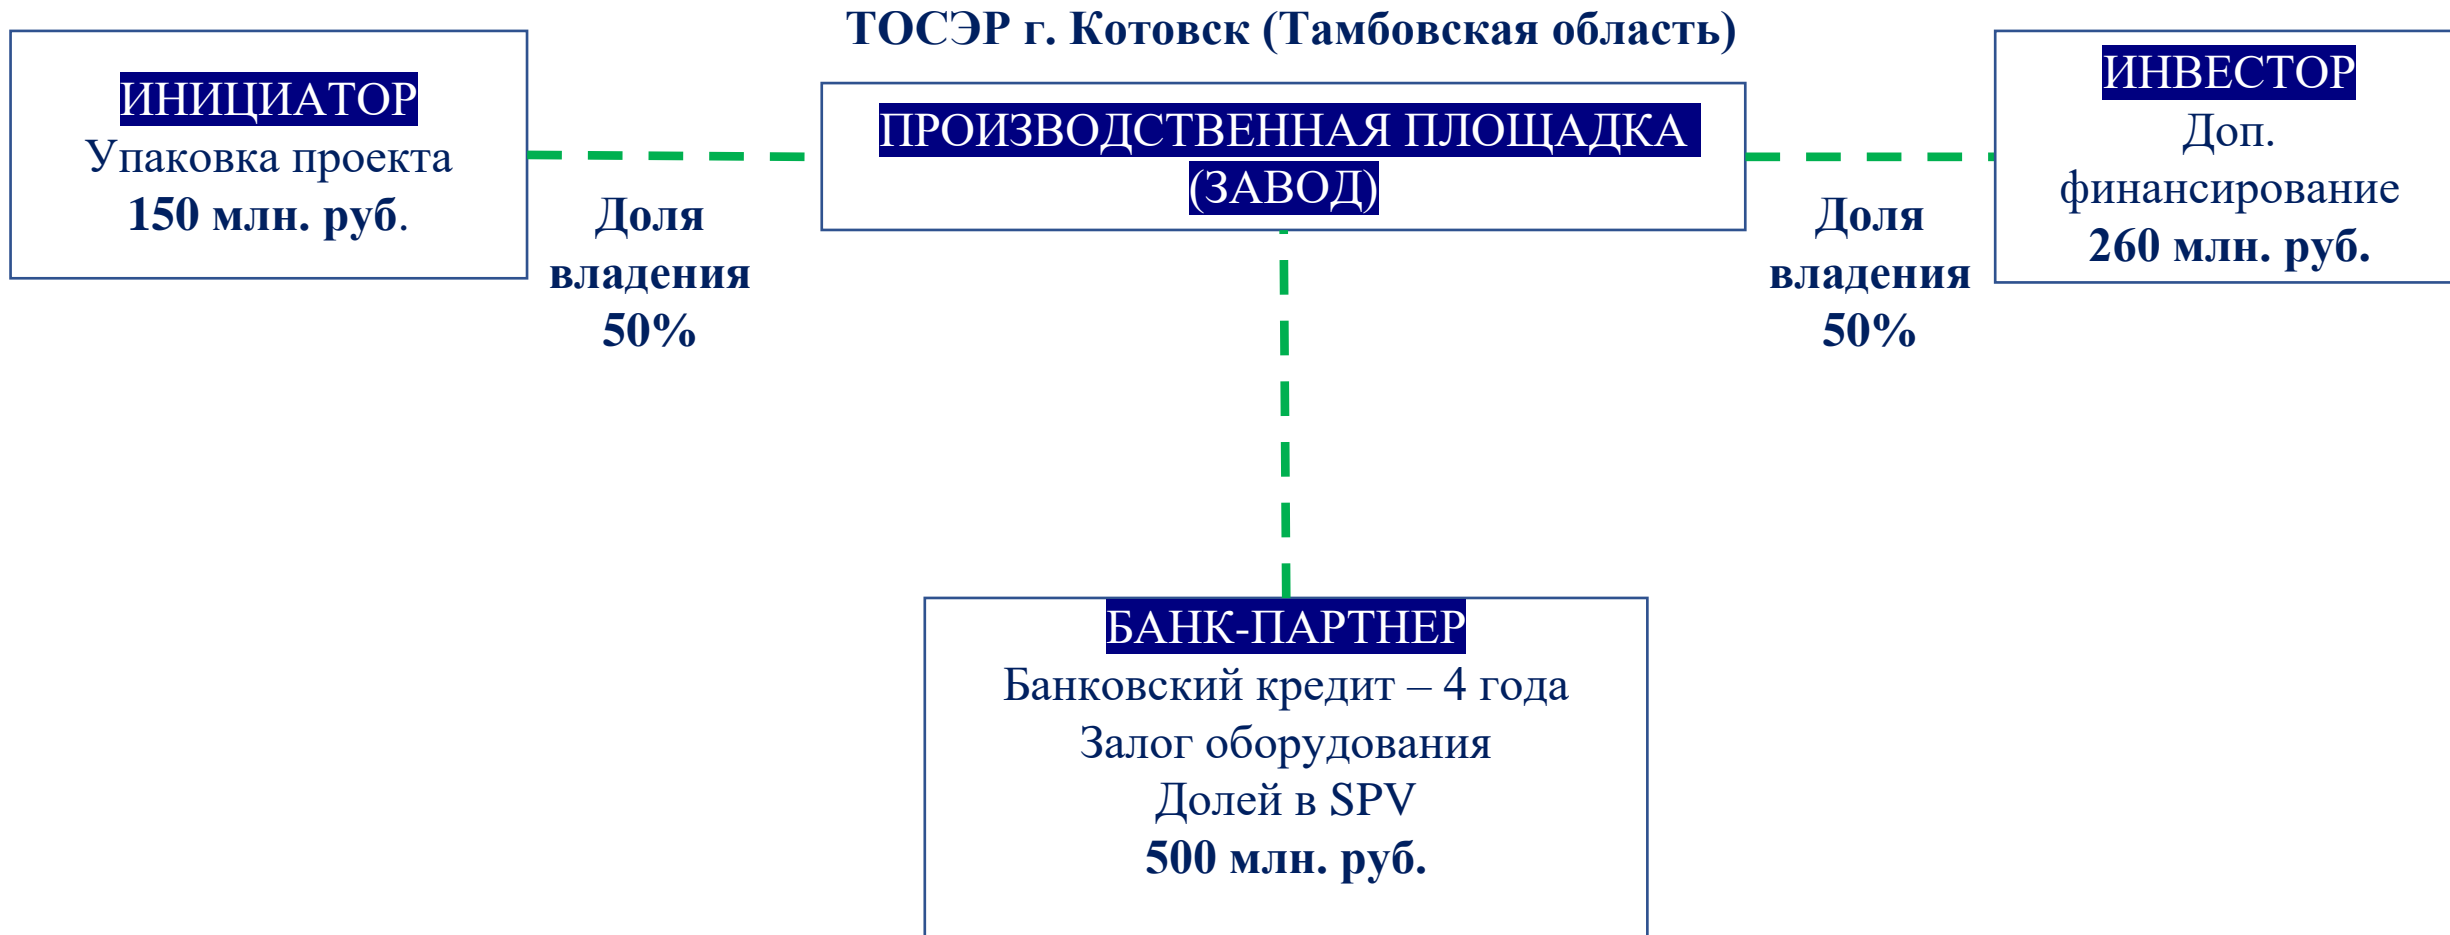 ТОСЭР г. Котовск (Тамбовская область)
ИНИЦИАТОР
Упаковка проекта
150 млн. руб.
Доля
владения
50%
ПРОИЗВОДСТВЕННАЯ ПЛОЩАДКА
(ЗАВОД)
Доля
владения
50%
ИНВЕСТОР
Доп.
финансирование
260 млн. руб.
БАНК-ПАРТНЕР
Банковский кредит – 4 года
Залог оборудования
Долей в SPV
500 млн. руб.